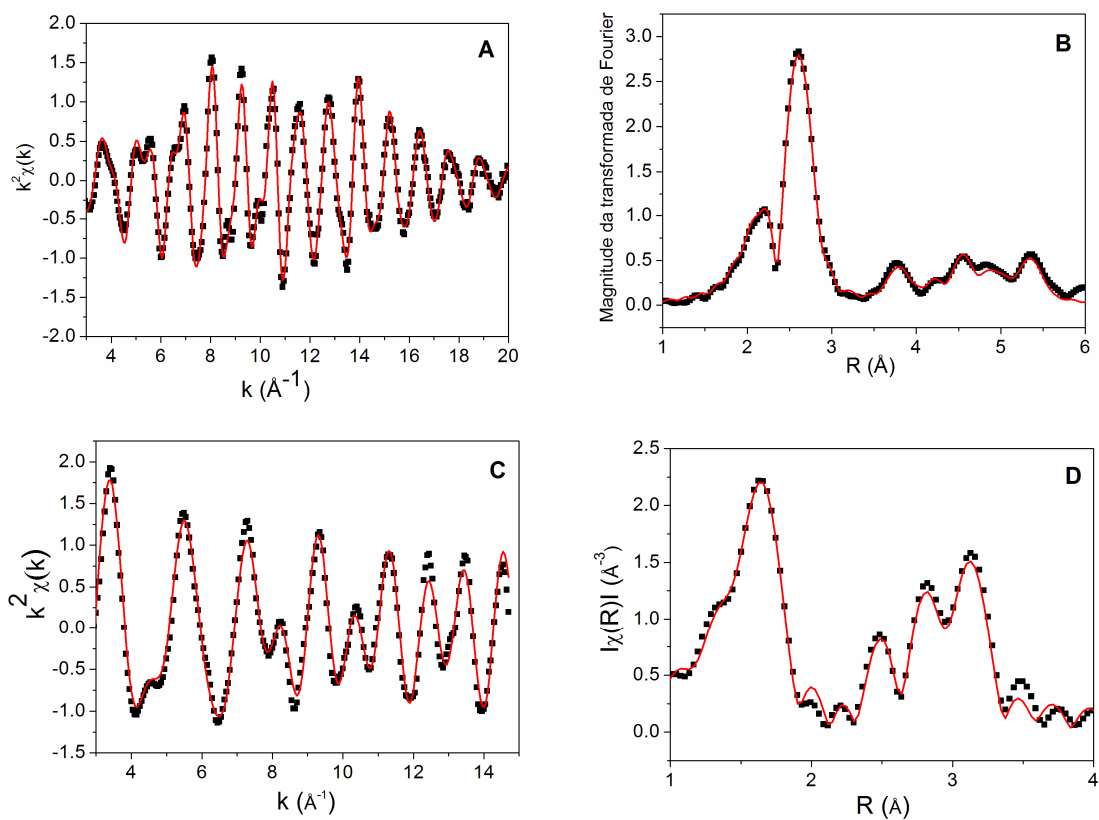 A
k²χ(k)
2.0
1.5
1.0
0.5
0.0
-0.5
-1.0
-1.5
-2.0
4 6 8 10 12 14 16 18 20
k (Å⁻¹)
B
Magnitude da transformada de Fourier
3.0
2.5
2.0
1.5
1.0
0.5
0.0
1 2 3 4 5 6
R (Å)
C
k² χ(k)
2.0
1.5
1.0
0.5
0.0
-0.5
-1.0
-1.5
4 6 8 10 12 14
k (Å⁻¹)
D
Iχ(R)I (Å⁻³)
2.5
2.0
1.5
1.0
0.5
0.0
1 2 3 4
R (Å)